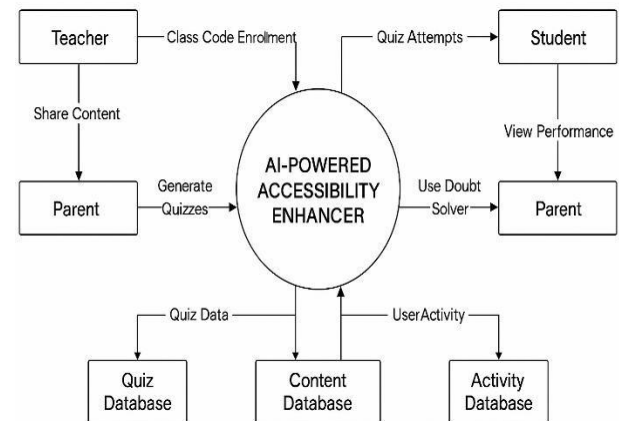 Teacher
Class Code Enrollment
Quiz Attempts
Student
Share Content
View Performance
AI-POWERED
ACCESSIBILITY
ENHANCER
Parent
Generate
Quizzes
Use Doubt
Solver
Parent
Quiz Data
UserActivity
Quiz
Database
Content
Database
Activity
Database